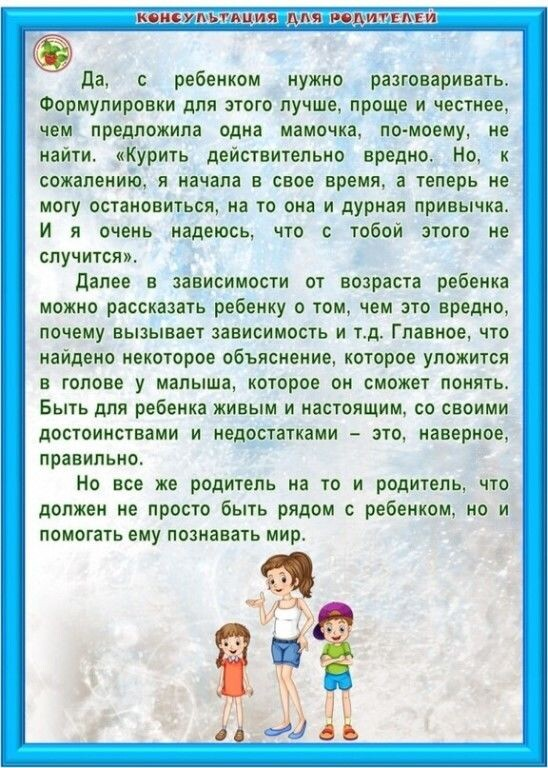 КОНСУЛЬТАЦИЯ ДЛЯ РОДИТЕЛЕЙ
Да, с ребенком нужно разговаривать.
Формулировки для этого лучше, проще и честнее,
чем предложила одна мамочка, по-моему, не
найти. «Курить действительно вредно. Но, к
сожалению, я начала в свое время, а теперь не
могу остановиться, на то она и дурная привычка.
И я очень надеюсь, что с тобой этого не
случится».
Далее в зависимости от возраста ребенка
можно рассказать ребенку о том, чем это вредно,
почему вызывает зависимость и т.д. Главное, что
найдено некоторое объяснение, которое уложится
в голове у малыша, которое он сможет понять.
Быть для ребенка живым и настоящим, со своими
достоинствами и недостатками – это, наверное,
правильно.
Но все же родитель на то и родитель, что
должен не просто быть рядом с ребенком, но и
помогать ему познавать мир.